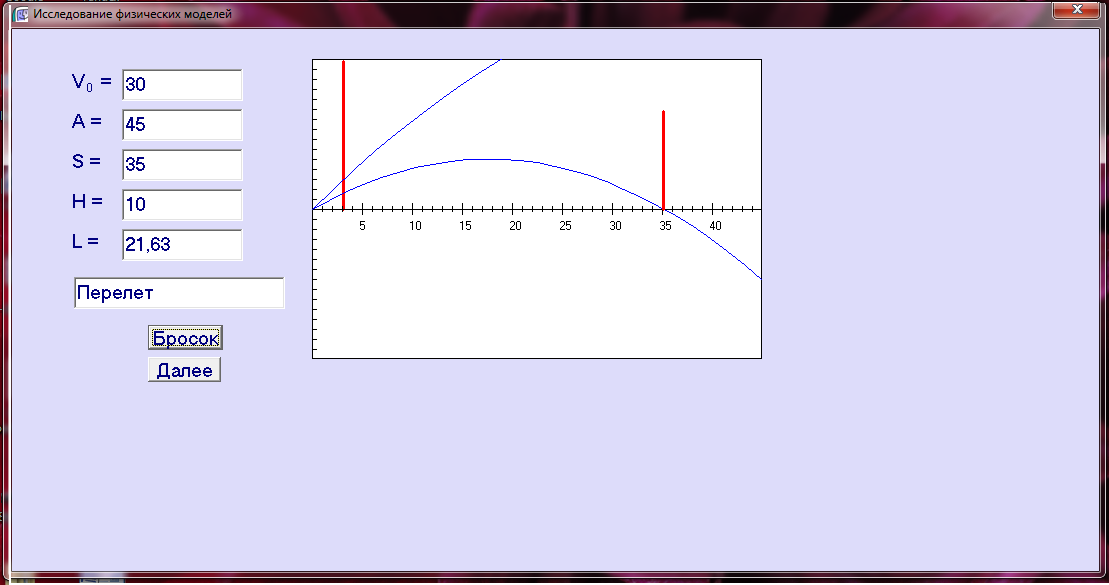 Исследование физических моделей
V₀ = 30
A = 45
S = 35
H = 10
L = 21,63
Перелет
Бросок
Далее
5 10 15 20 25 30 35 40